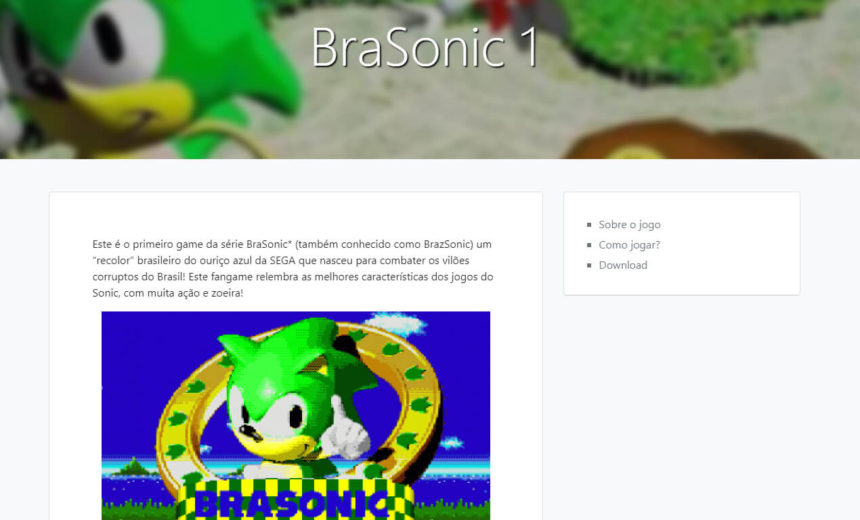 BraSonic 1
Este é o primeiro game da série BraSonic* (também conhecido como BrazSonic) um
“recolor” brasileiro do ouriço azul da SEGA que nasceu para combater os vilões
corruptos do Brasil! Este fangame relembra as melhores características dos jogos do
Sonic, com muita ação e zoeira!
BRASONIC
Sobre o jogo
Como jogar?
Download